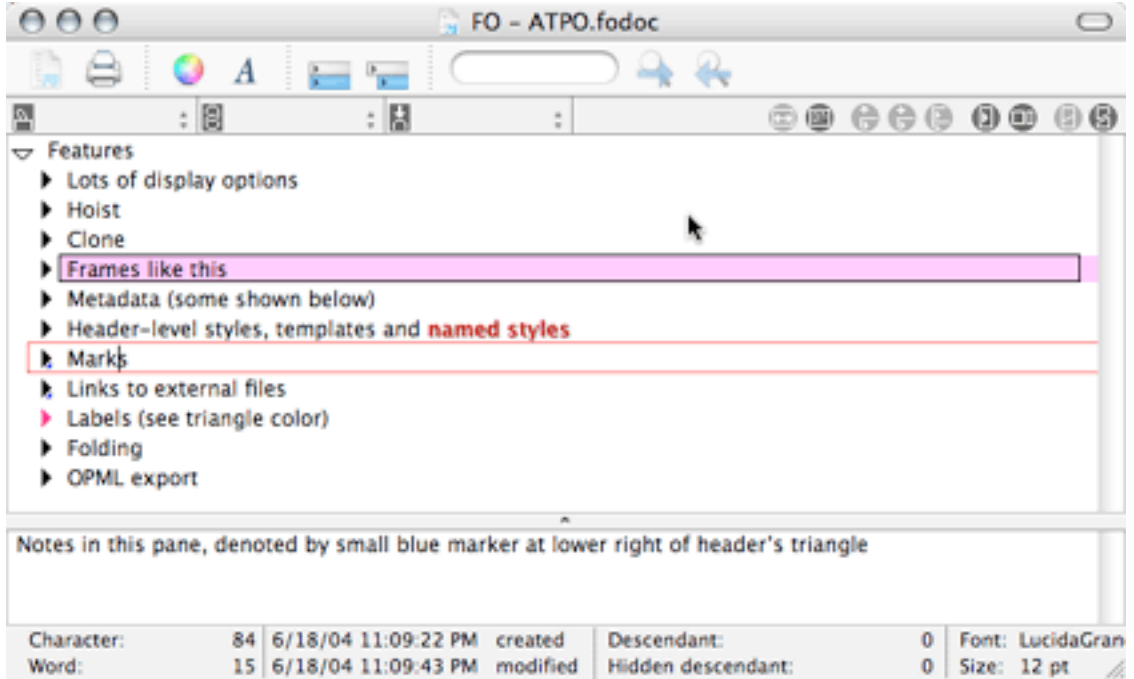 FO – ATPO.fodoc
Features
Lots of display options
Hoist
Clone
Frames like this
Metadata (some shown below)
Header-level styles, templates and named styles
Marks
Links to external files
Labels (see triangle color)
Folding
OPML export
Notes in this pane, denoted by small blue marker at lower right of header's triangle
Character: 84 6/18/04 11:09:22 PM created Descendant: 0 Font: LucidaGran
Word: 15 6/18/04 11:09:43 PM modified Hidden descendant: 0 Size: 12 pt